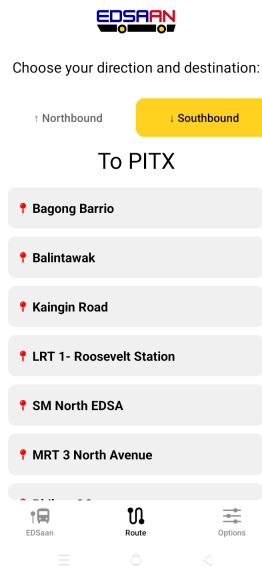 EDSAAN
Choose your direction and destination:
↑ Northbound
↓ Southbound
To PITX
Bagong Barrio
Balintawak
Kaingin Road
LRT 1- Roosevelt Station
SM North EDSA
MRT 3 North Avenue
EDSaan
Route
Options